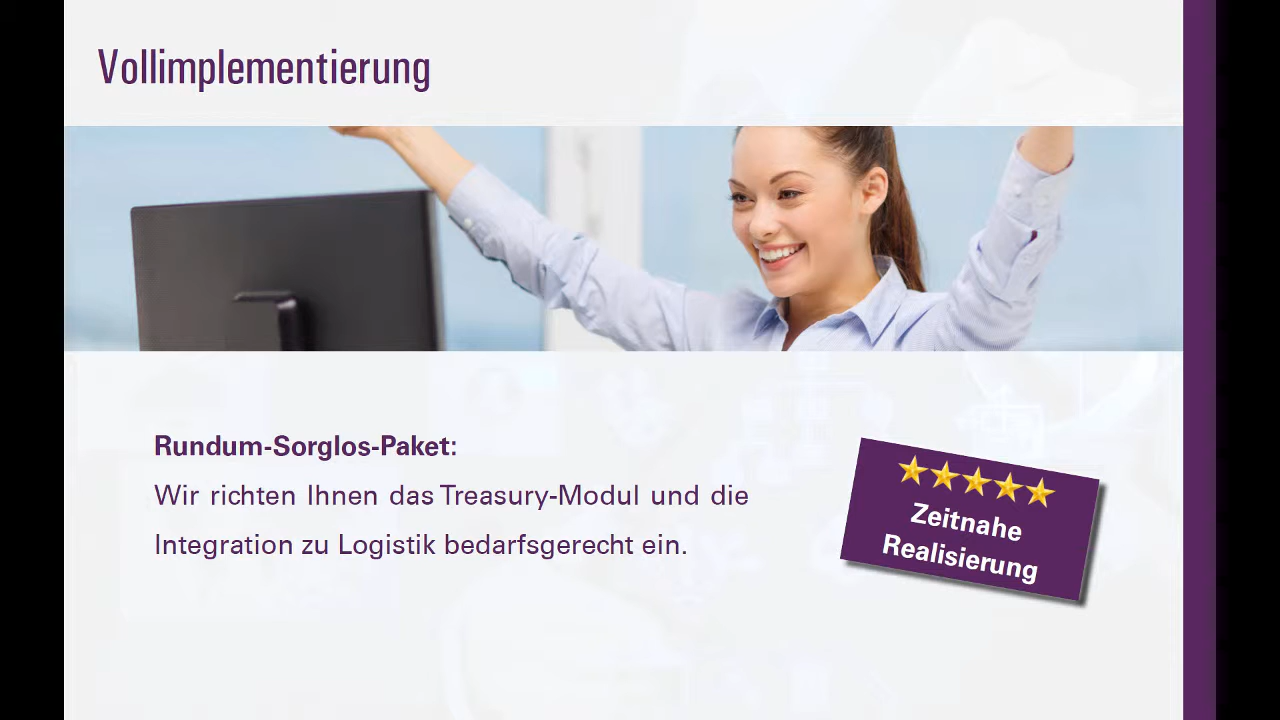 Vollimplementierung
Rundum-Sorglos-Paket:
Wir richten Ihnen das Treasury-Modul und die
Integration zu Logistik bedarfsgerecht ein.
Zeitnahe
Realisierung